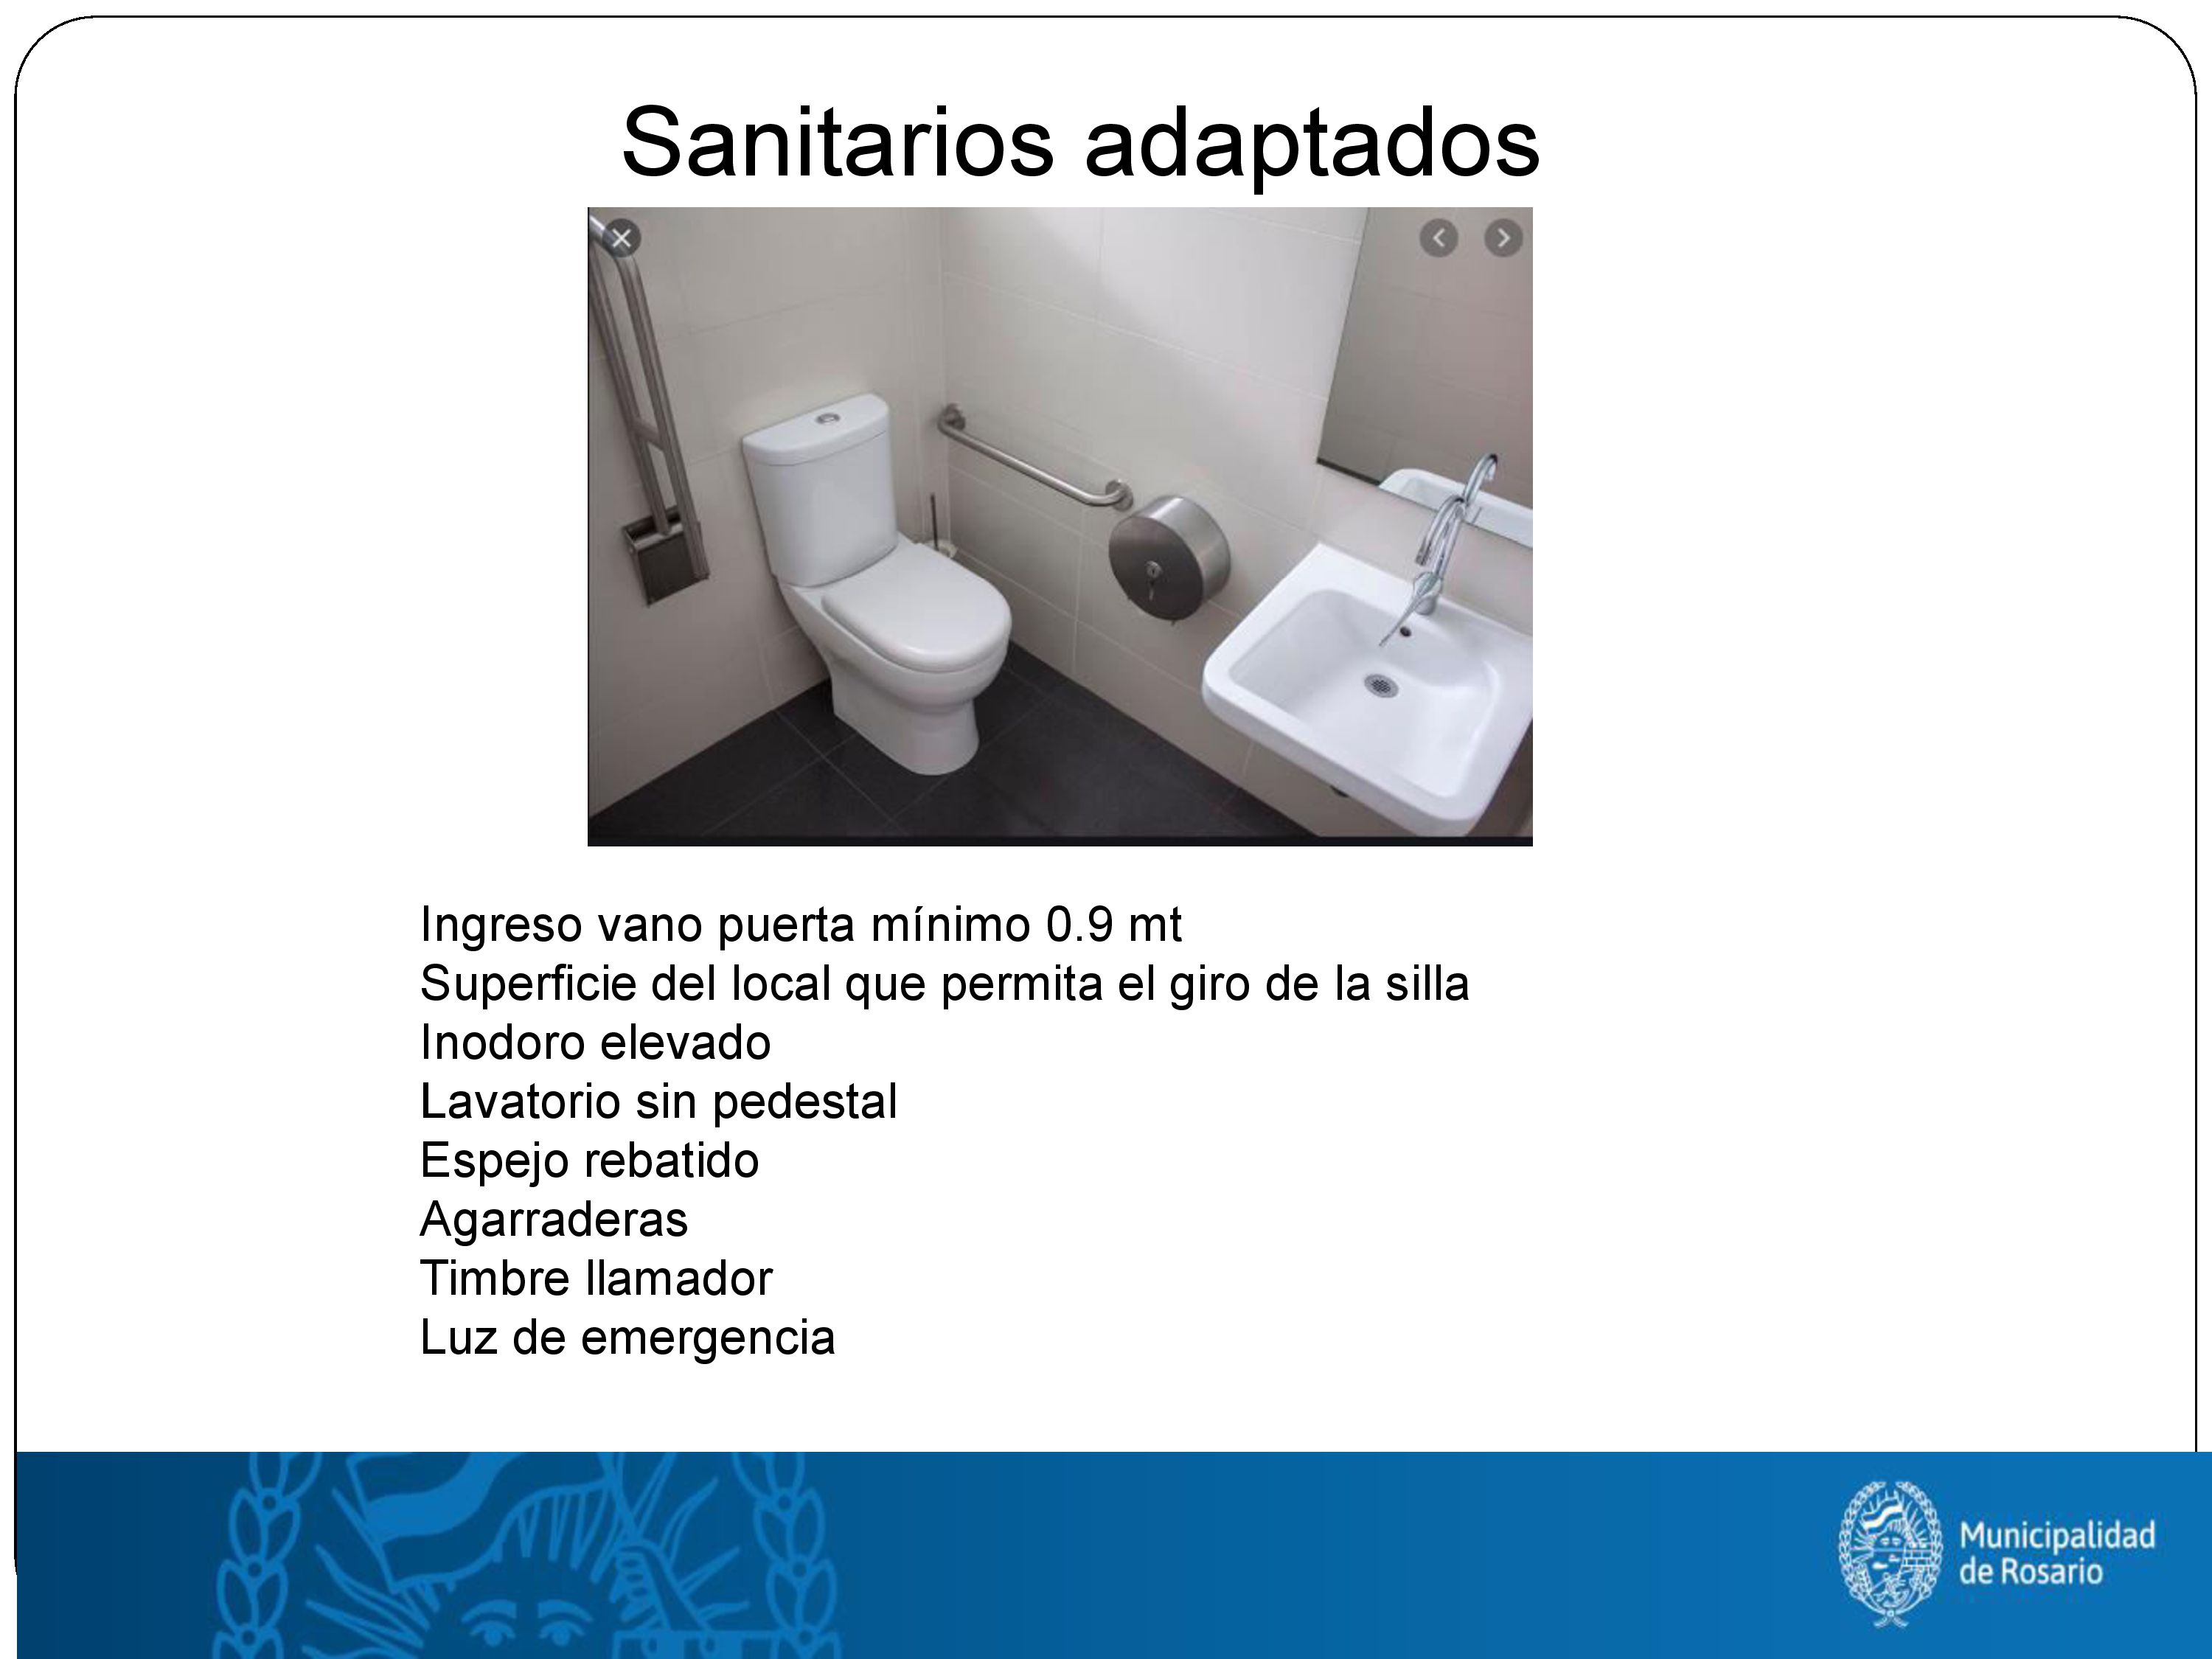 Sanitarios adaptados
Ingreso vano puerta mínimo 0.9 mt
Superficie del local que permita el giro de la silla
Inodoro elevado
Lavatorio sin pedestal
Espejo rebatido
Agarraderas
Timbre llamador
Luz de emergencia
Municipalidad
de Rosario